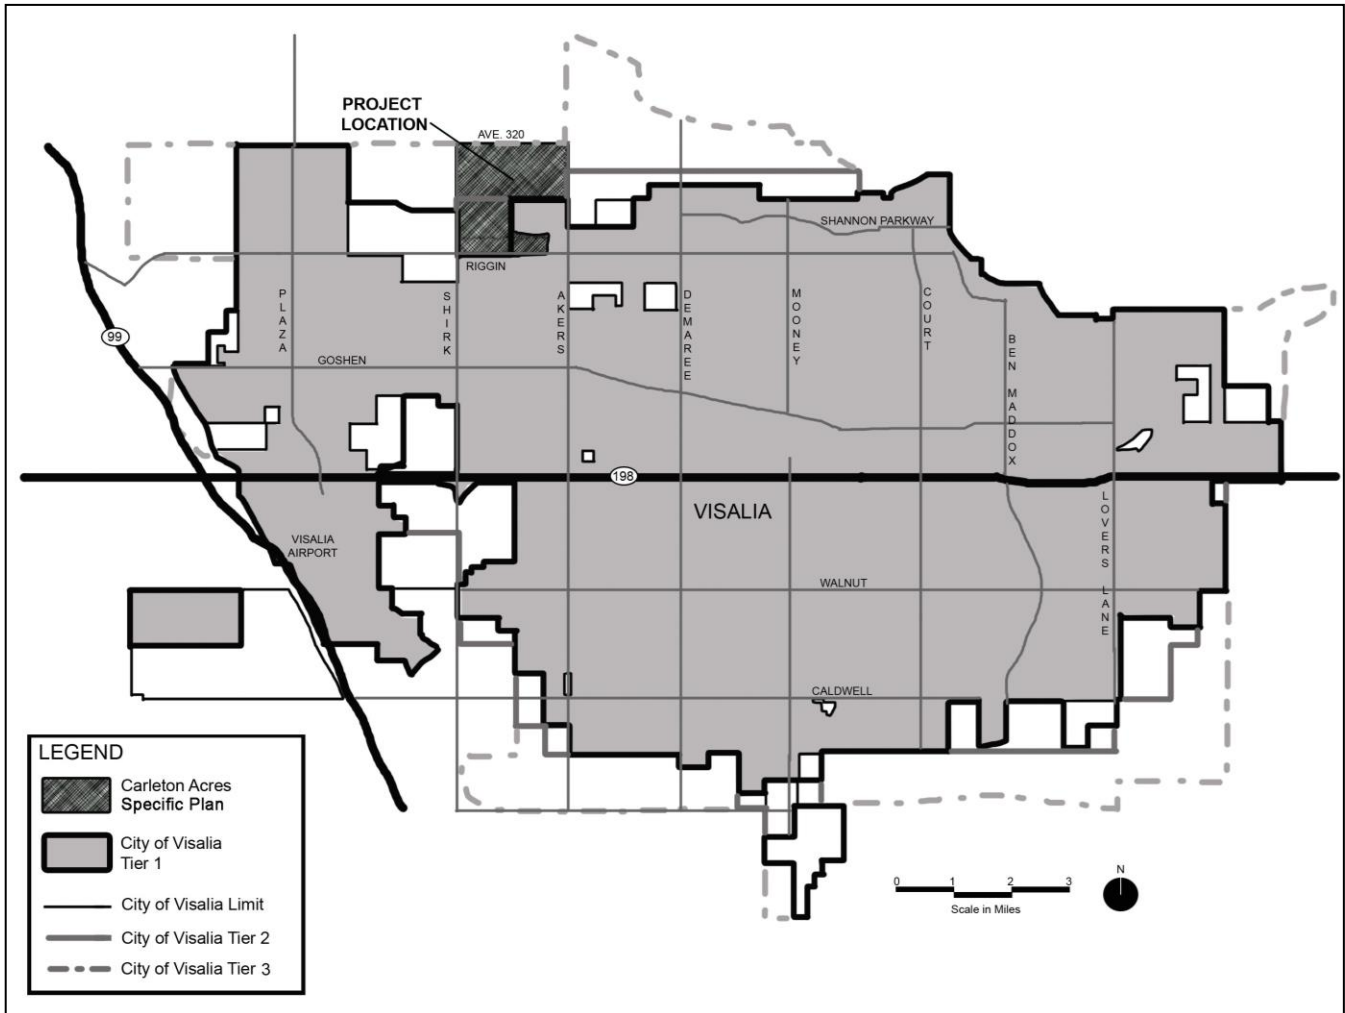 PROJECT
LOCATION
AVE. 320
SHANNON PARKWAY
RIGGIN
PLAZA
SHIRK
AKERS
DEMAREE
MOONEY
COURT
BEN MADDOX
99
GOSHEN
198
VISALIA
VISALIA
AIRPORT
LOVERS LANE
WALNUT
CALDWELL
LEGEND
Carleton Acres
Specific Plan
City of Visalia
Tier 1
City of Visalia Limit
City of Visalia Tier 2
City of Visalia Tier 3
0 1 2 3
Scale in Miles
N